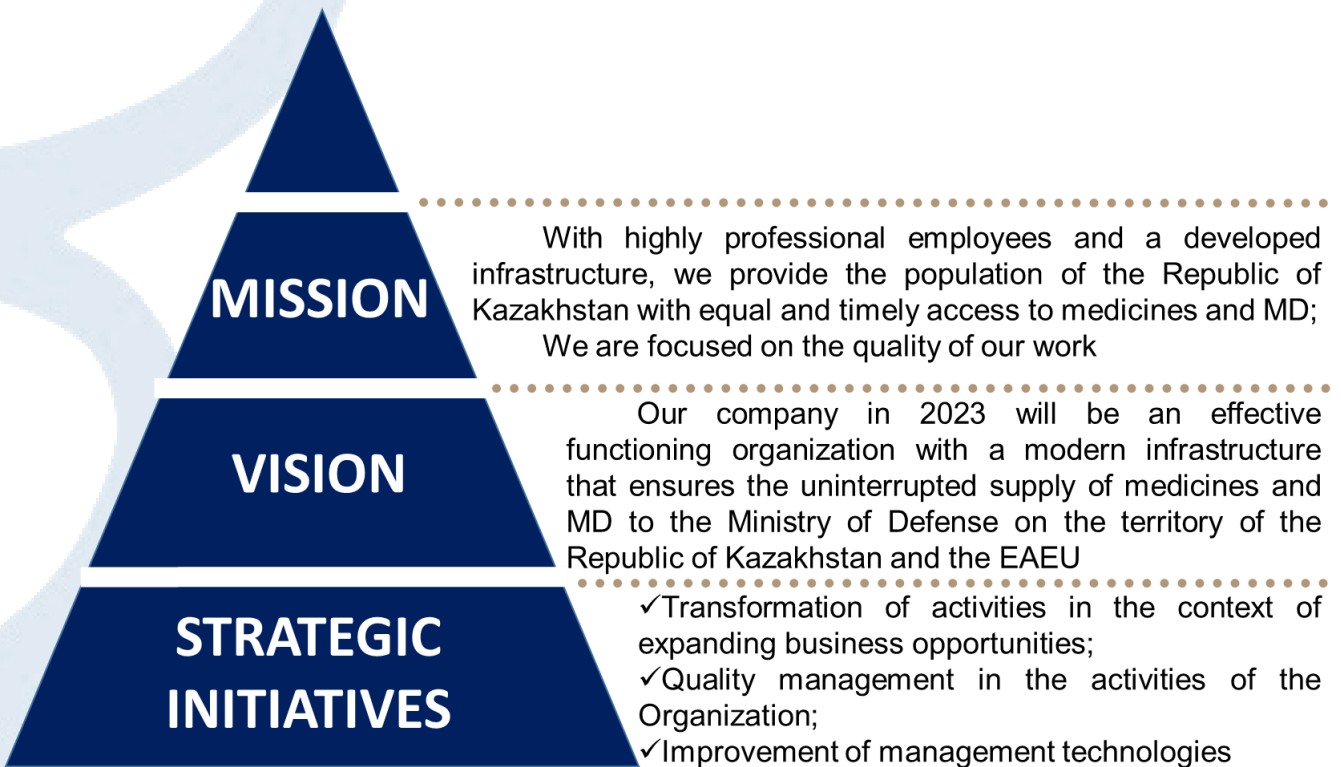 MISSION
With highly professional employees and a developed
infrastructure, we provide the population of the Republic of
Kazakhstan with equal and timely access to medicines and MD;
We are focused on the quality of our work
VISION
Our company in 2023 will be an effective
functioning organization with a modern infrastructure
that ensures the uninterrupted supply of medicines and
MD to the Ministry of Defense on the territory of the
Republic of Kazakhstan and the EAEU
STRATEGIC
INITIATIVES
✓Transformation of activities in the context of
expanding business opportunities;
✓Quality management in the activities of the
Organization;
✓Improvement of management technologies